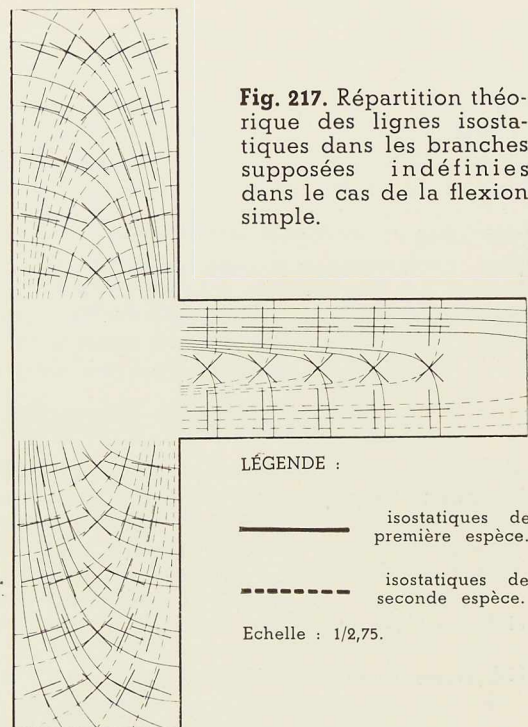 Fig. 217. Répartition théo-
rique des lignes isosta-
tiques dans les branches
supposées indéfinies
dans le cas de la flexion
simple.
LÉGENDE :
isostatiques de
première espèce.
isostatiques de
seconde espèce.
Echelle : 1/2,75.